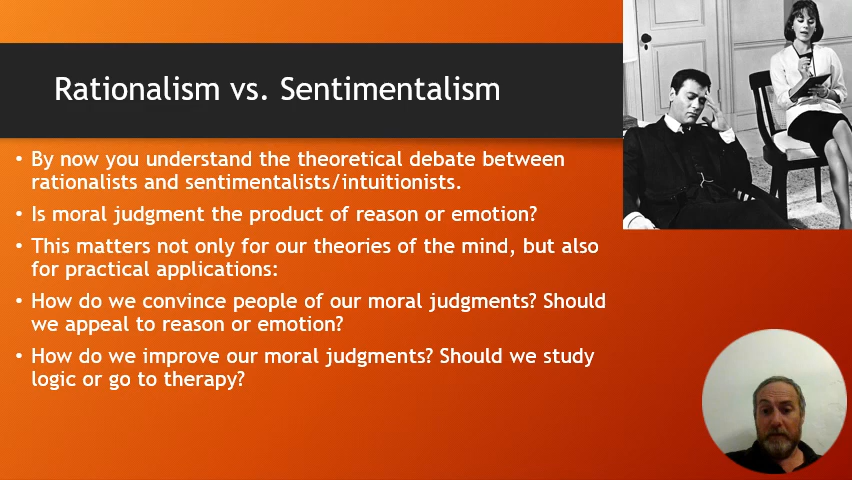 Rationalism vs. Sentimentalism
• By now you understand the theoretical debate between
rationalists and sentimentalists/intuitionists.
• Is moral judgment the product of reason or emotion?
• This matters not only for our theories of the mind, but also
for practical applications:
• How do we convince people of our moral judgments? Should
we appeal to reason or emotion?
• How do we improve our moral judgments? Should we study
logic or go to therapy?